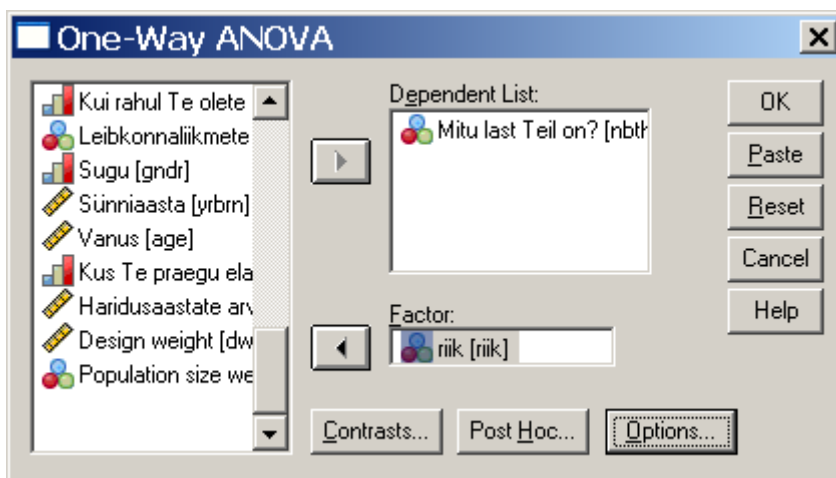 One-Way ANOVA
Kui rahul Te olete
Leibkonnaliikmete
Sugu [gndr]
Sünniaasta [yrbrn]
Vanus [age]
Kus Te praegu ela
Haridusaastate arv
Design weight [dw
Population size we
Dependent List:
Mitu last Teil on? [nbth
Factor:
riik [riik]
Contrasts...
Post Hoc...
Options...
OK
Paste
Reset
Cancel
Help